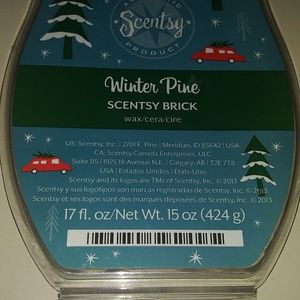 AUTHENTIC
Scentsy
PRODUCT
Winter Pine
SCENTSY BRICK
wax/cera/cire
US: Scentsy, Inc. | 2701 E. Pine | Meridian, ID 83642 | USA
CA: Scentsy Canada Enterprises, ULC
Suite 115 | 19251 8 Avenue N.E. | Calgary, AB | T2E 7T8
USA | Estados Unidos | États-Unis
Scentsy and its logos are TMs of Scentsy, Inc. © 2013
Scentsy y sus logotipos son marcas registradas de Scentsy, Inc. © 2013
Scentsy et ses logos sont des marques déposées de Scentsy, Inc. © 2013
17 fl. oz/Net Wt. 15 oz (424 g)